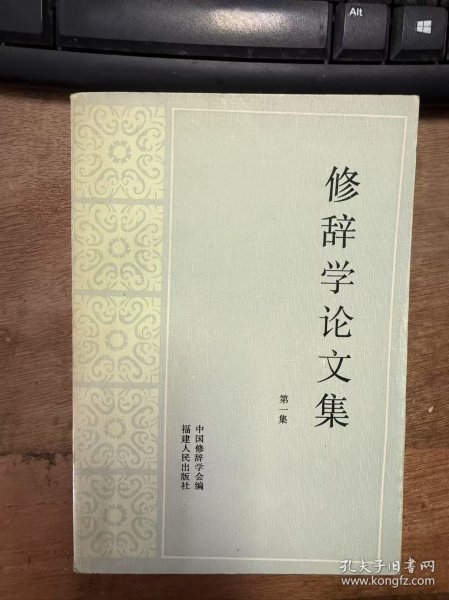 Alt
修辞学论文集
第一集
中国修辞学会编
福建人民出版社
孔夫子旧书网
www.kongfz.com